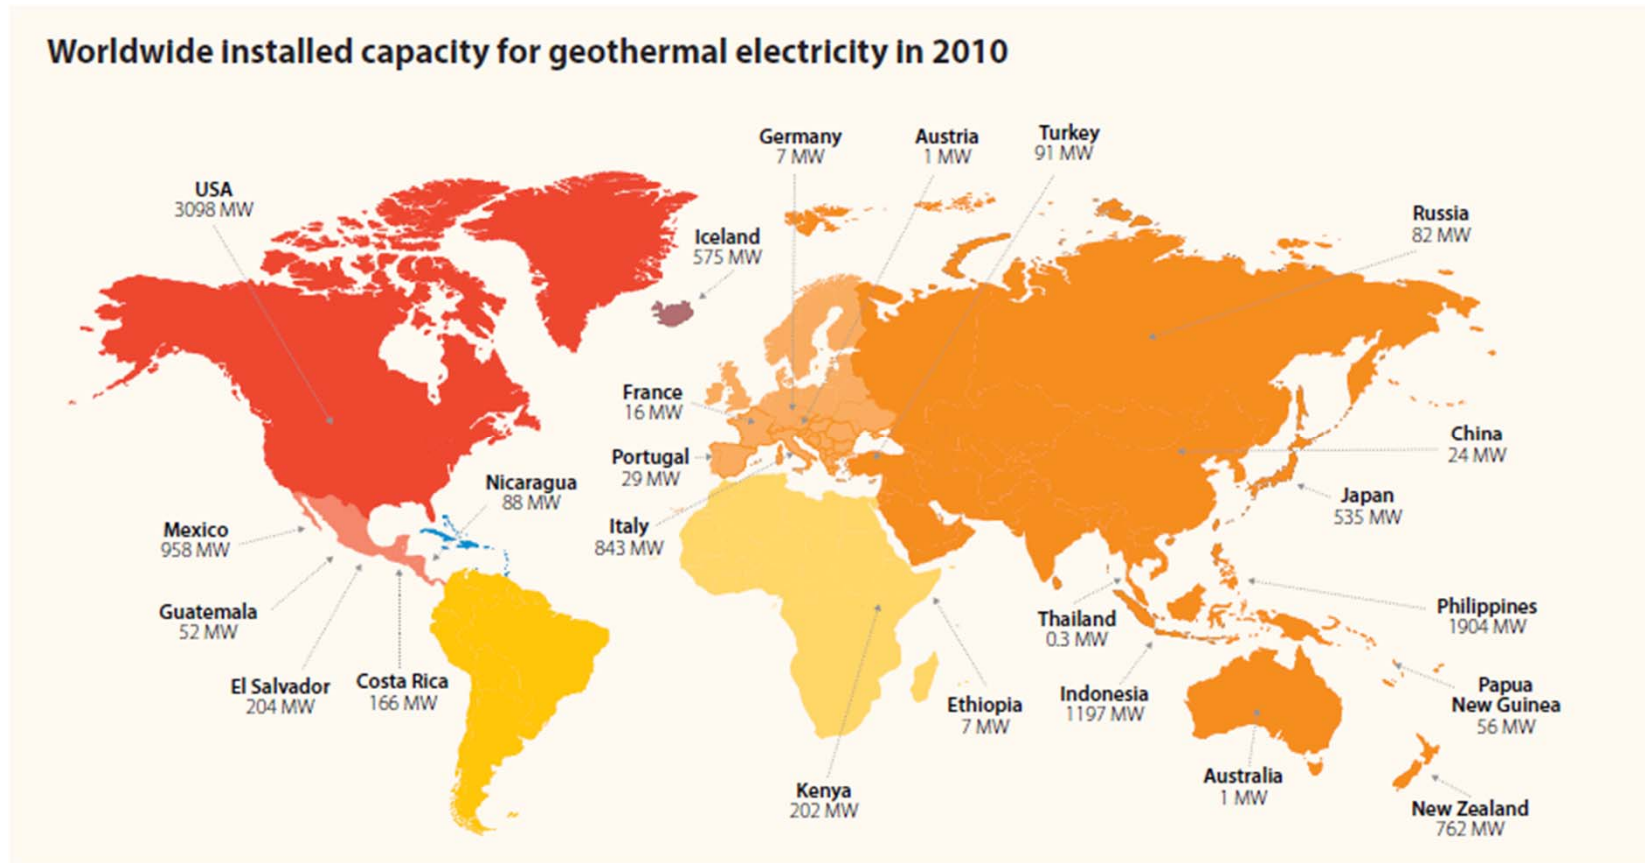 Worldwide installed capacity for geothermal electricity in 2010
Germany
7 MW
Austria
1 MW
Turkey
91 MW
USA
3098 MW
Iceland
575 MW
Russia
82 MW
France
16 MW
Portugal
29 MW
Italy
843 MW
China
24 MW
Japan
535 MW
Nicaragua
88 MW
Mexico
958 MW
Guatemala
52 MW
El Salvador
204 MW
Costa Rica
166 MW
Thailand
0.3 MW
Philippines
1904 MW
Indonesia
1197 MW
Papua
New Guinea
56 MW
Ethiopia
7 MW
Kenya
202 MW
Australia
1 MW
New Zealand
762 MW